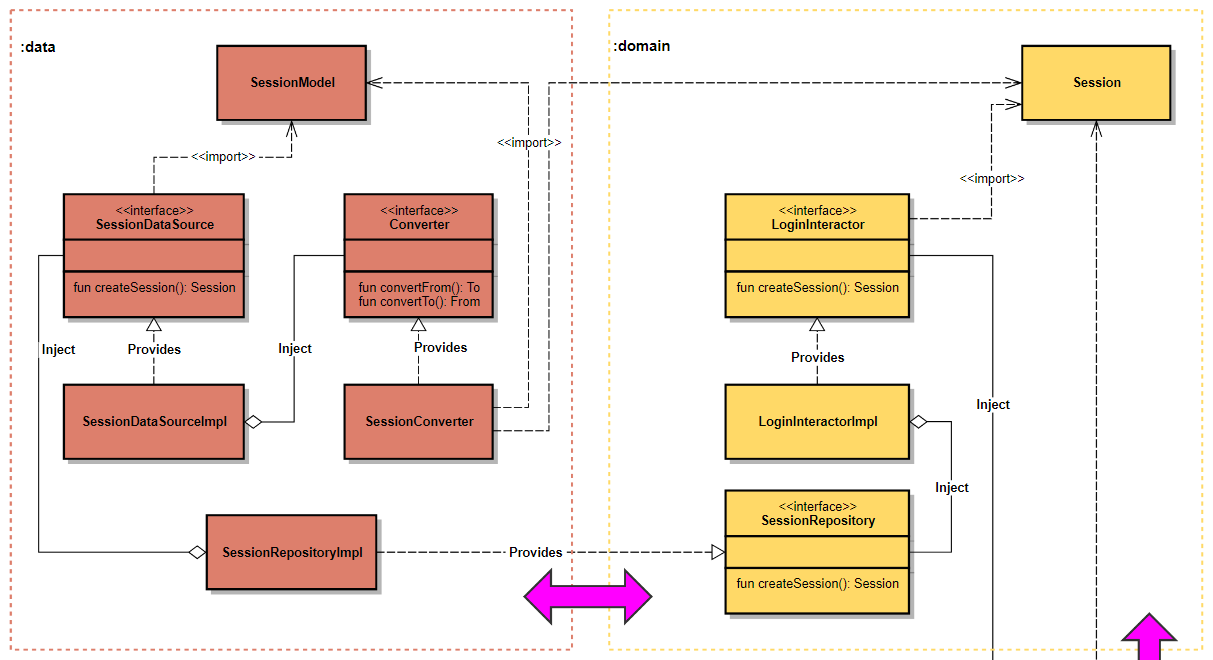 :data
SessionModel
<<import>>
<<import>>
<<interface>>
SessionDataSource
fun createSession(): Session
<<interface>>
Converter
fun convertFrom(): To
fun convertTo(): From
Inject
Provides
Inject
Provides
SessionDataSourceImpl
SessionConverter
SessionRepositoryImpl
Provides
:domain
Session
<<import>>
<<interface>>
LoginInteractor
fun createSession(): Session
Provides
Inject
LoginInteractorImpl
Inject
<<interface>>
SessionRepository
fun createSession(): Session